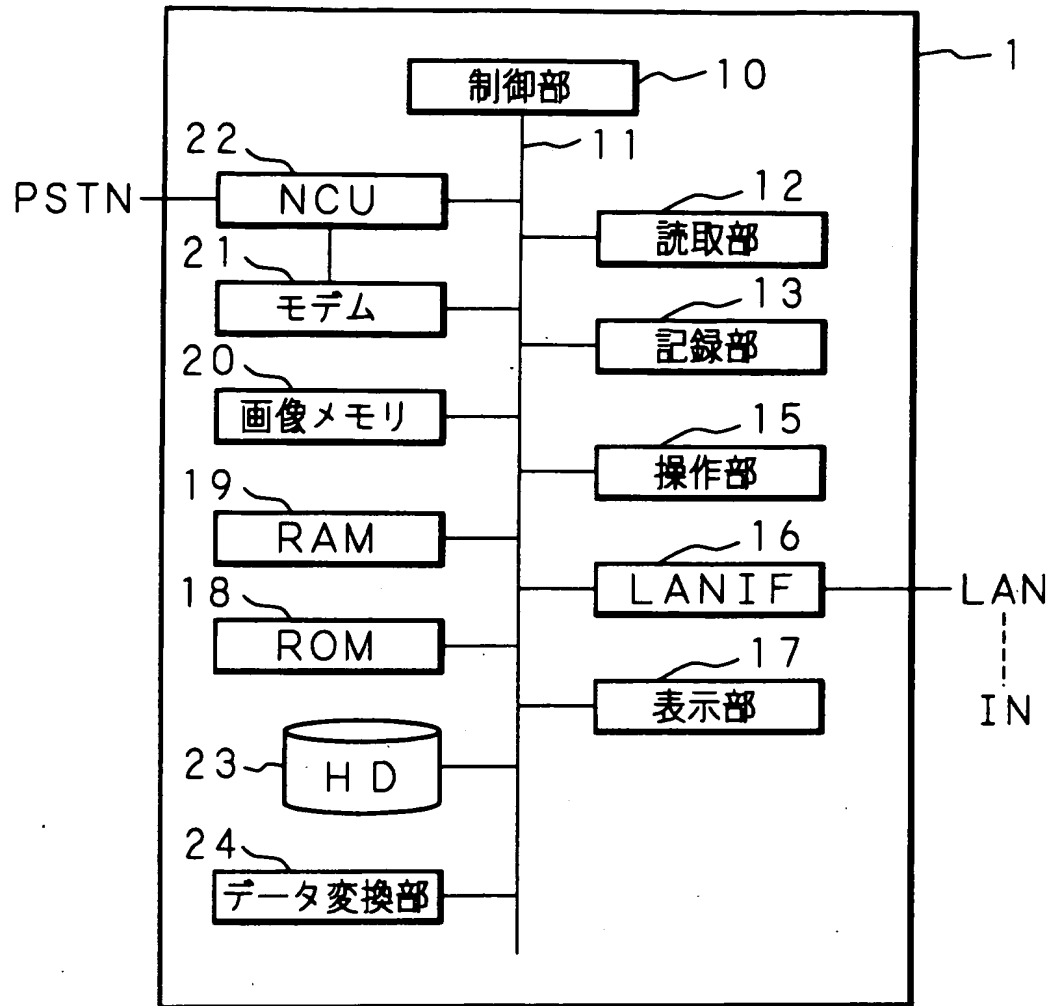 1
制御部 10
11
22
PSTN NCU
12
読取部
21
モデム
13
記録部
20
画像メモリ
15
操作部
19
RAM
16
LANIF LAN
18
ROM
17
表示部 IN
23 HD
24
データ変換部